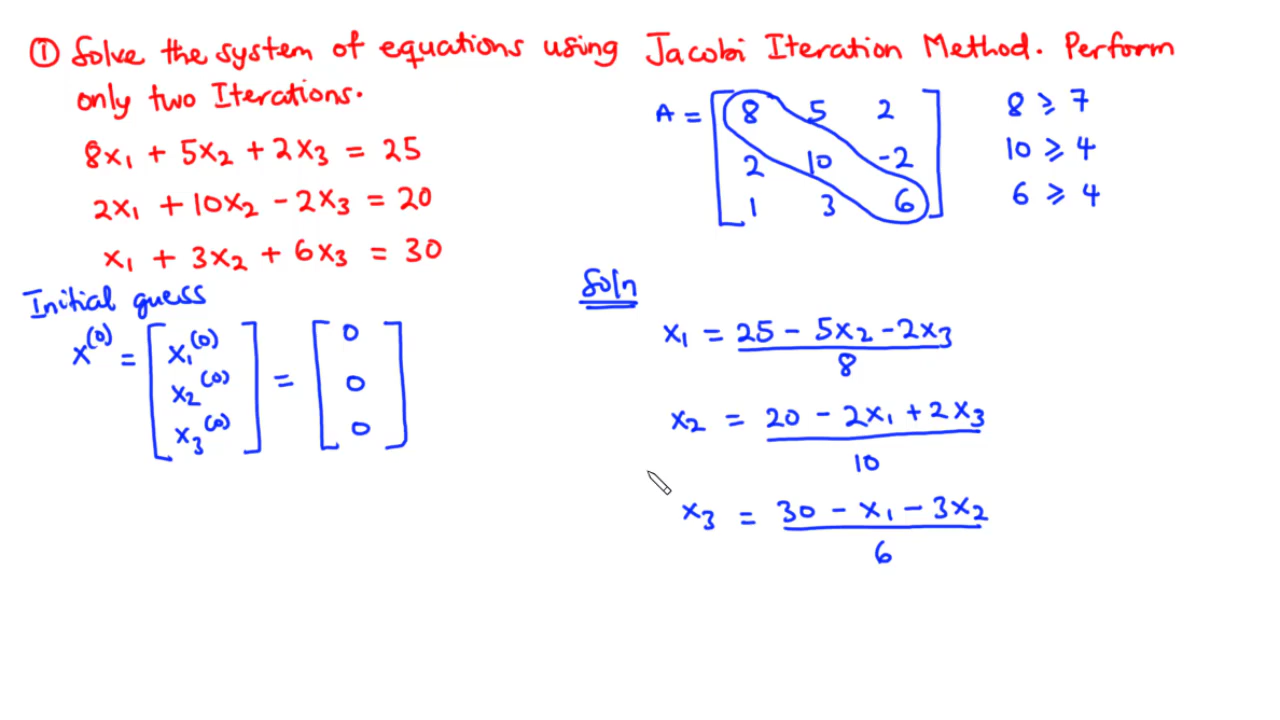 ① Solve the system of equations using Jacobi Iteration Method. Perform
only two Iterations.
8x₁ + 5x₂ + 2x₃ = 25
2x₁ + 10x₂ - 2x₃ = 20
x₁ + 3x₂ + 6x₃ = 30
A = [ 8 5 2
2 10 -2
1 3 6 ]
8 ⩾ 7
10 ⩾ 4
6 ⩾ 4
Initial guess
x⁽⁰⁾ = [ x₁⁽⁰⁾
x₂⁽⁰⁾
x₃⁽⁰⁾ ] = [ 0
0
0 ]
Soln
x₁ = 25 - 5x₂ - 2x₃
8
x₂ = 20 - 2x₁ + 2x₃
10
x₃ = 30 - x₁ - 3x₂
6